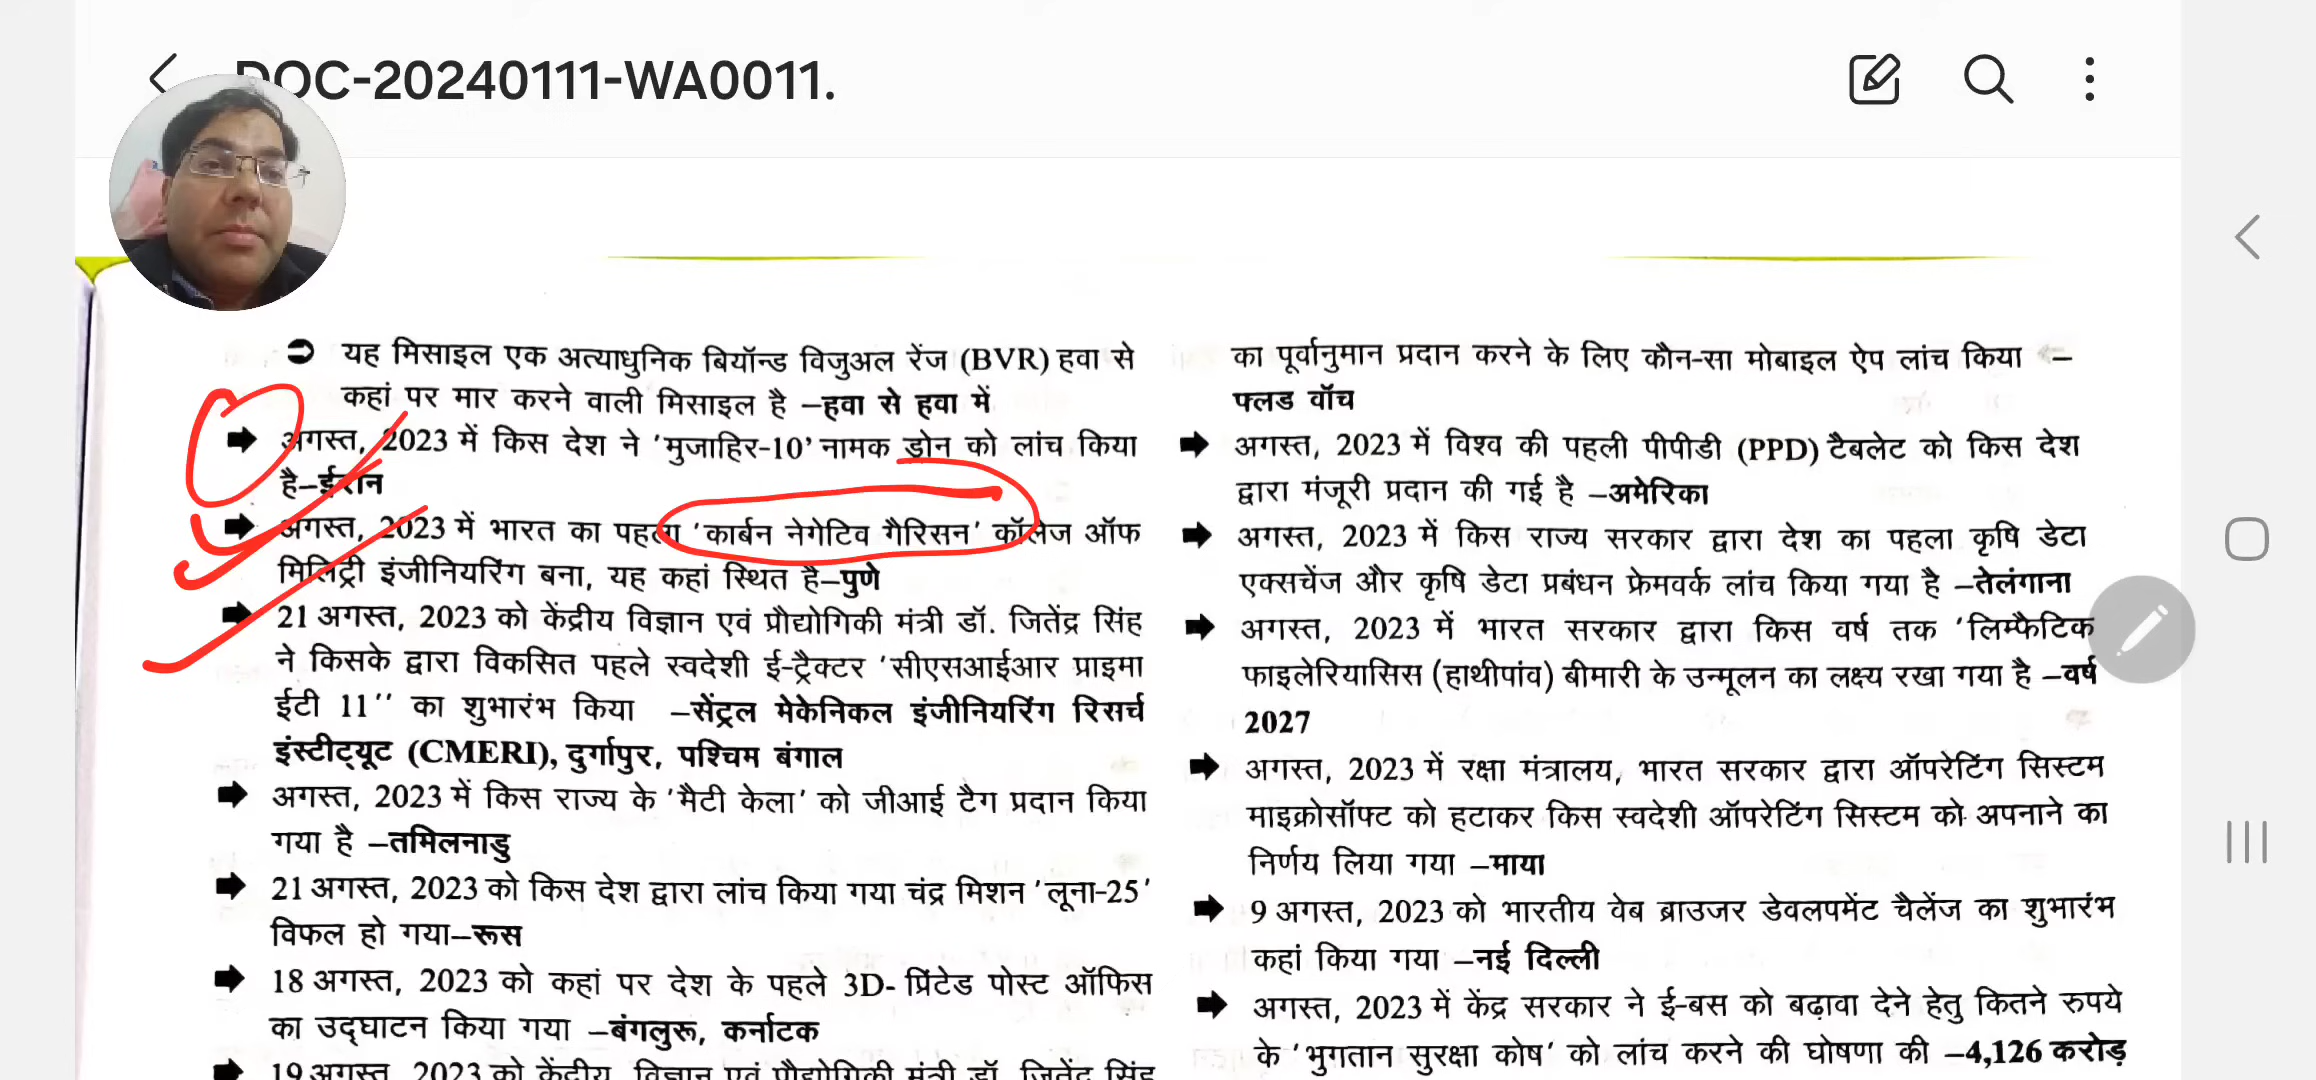 DOC-20240111-WA0011.
यह मिसाइल एक अत्याधुनिक बियॉन्ड विजुअल रेंज (BVR) हवा से
कहां पर मार करने वाली मिसाइल है –हवा से हवा में
अगस्त, 2023 में किस देश ने 'मुजाहिर-10' नामक ड्रोन को लांच किया
है–ईरान
अगस्त, 2023 में भारत का पहला 'कार्बन नेगेटिव गैरिसन' कॉलेज ऑफ
मिलिट्री इंजीनियरिंग बना, यह कहां स्थित है–पुणे
21 अगस्त, 2023 को केंद्रीय विज्ञान एवं प्रौद्योगिकी मंत्री डॉ. जितेंद्र सिंह
ने किसके द्वारा विकसित पहले स्वदेशी ई-ट्रैक्टर 'सीएसआईआर प्राइमा
ईटी 11'' का शुभारंभ किया –सेंट्रल मेकेनिकल इंजीनियरिंग रिसर्च
इंस्टीट्यूट (CMERI), दुर्गापुर, पश्चिम बंगाल
अगस्त, 2023 में किस राज्य के 'मैटी केला' को जीआई टैग प्रदान किया
गया है –तमिलनाडु
21 अगस्त, 2023 को किस देश द्वारा लांच किया गया चंद्र मिशन 'लूना-25'
विफल हो गया–रूस
18 अगस्त, 2023 को कहां पर देश के पहले 3D- प्रिंटेड पोस्ट ऑफिस
का उद्घाटन किया गया –बंगलुरू, कर्नाटक
19 अगस्त, 2023 को केंद्रीय विज्ञान एवं प्रौद्योगिकी मंत्री डॉ. जितेंद्र सिंह
का पूर्वानुमान प्रदान करने के लिए कौन-सा मोबाइल ऐप लांच किया –
फ्लड वॉच
अगस्त, 2023 में विश्व की पहली पीपीडी (PPD) टैबलेट को किस देश
द्वारा मंजूरी प्रदान की गई है –अमेरिका
अगस्त, 2023 में किस राज्य सरकार द्वारा देश का पहला कृषि डेटा
एक्सचेंज और कृषि डेटा प्रबंधन फ्रेमवर्क लांच किया गया है –तेलंगाना
अगस्त, 2023 में भारत सरकार द्वारा किस वर्ष तक 'लिम्फैटिक
फाइलेरियासिस (हाथीपांव) बीमारी के उन्मूलन का लक्ष्य रखा गया है –वर्ष
2027
अगस्त, 2023 में रक्षा मंत्रालय, भारत सरकार द्वारा ऑपरेटिंग सिस्टम
माइक्रोसॉफ्ट को हटाकर किस स्वदेशी ऑपरेटिंग सिस्टम को अपनाने का
निर्णय लिया गया –माया
9 अगस्त, 2023 को भारतीय वेब ब्राउजर डेवलपमेंट चैलेंज का शुभारंभ
कहां किया गया –नई दिल्ली
अगस्त, 2023 में केंद्र सरकार ने ई-बस को बढ़ावा देने हेतु कितने रुपये
के 'भुगतान सुरक्षा कोष' को लांच करने की घोषणा की –4,126 करोड़